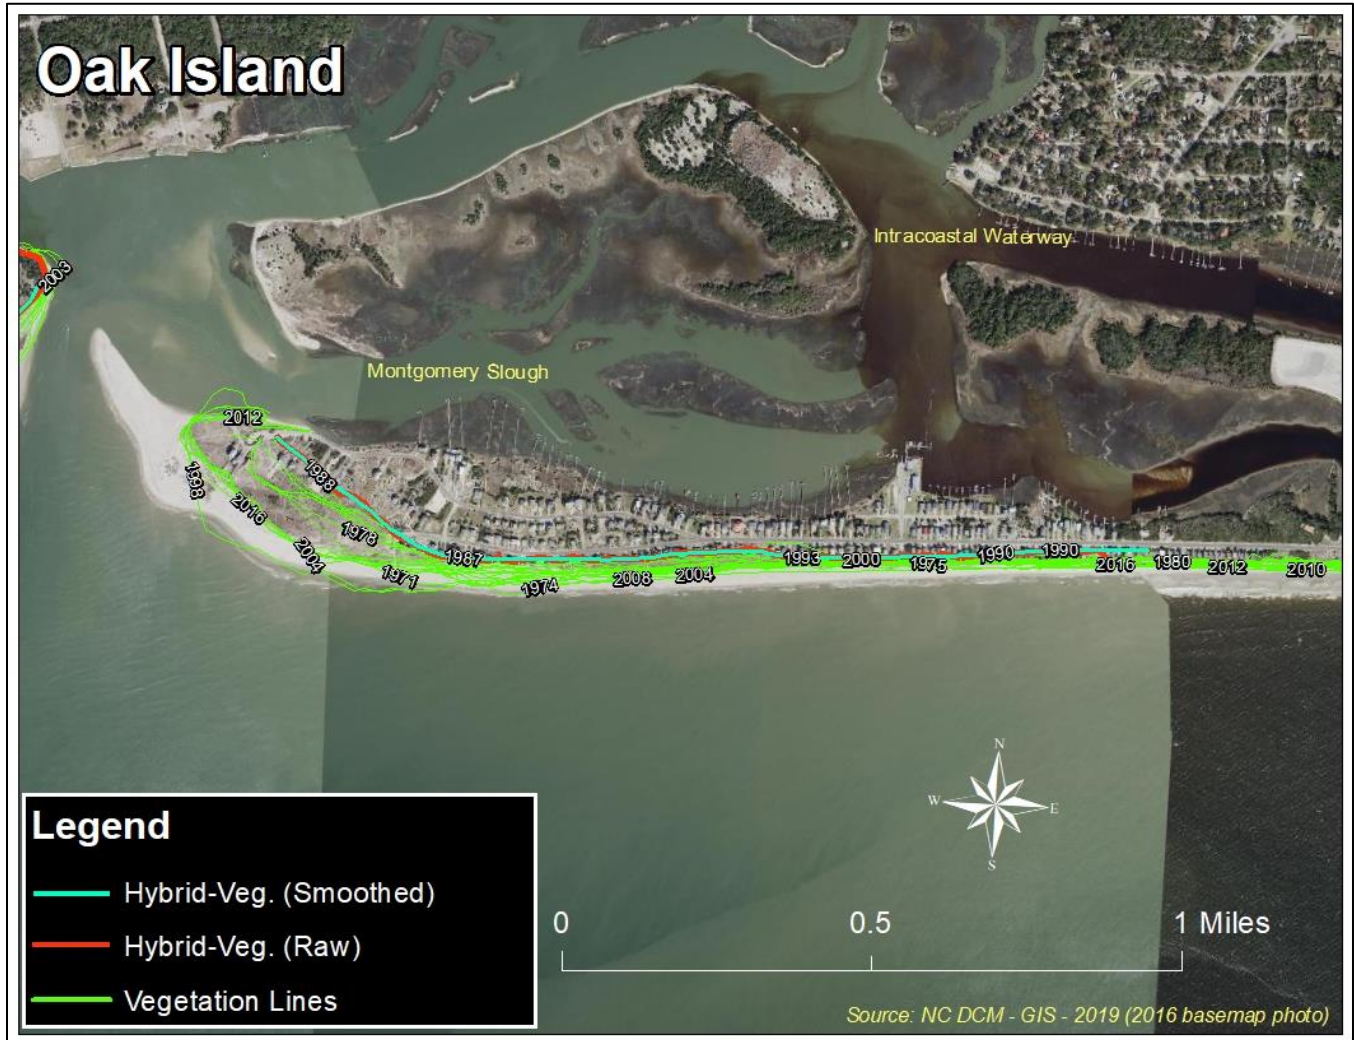 Oak Island
Intracoastal Waterway
2003
Montgomery Slough
2012
1988
1998
2016
1978
2004
1971
1987
1974
2008
2004
1993
2000
1975
1990
1990
2016
1980
2012
2010
N
W
E
S
Legend
Hybrid-Veg. (Smoothed)
Hybrid-Veg. (Raw)
Vegetation Lines
0
0.5
1 Miles
Source: NC DCM - GIS - 2019 (2016 basemap photo)